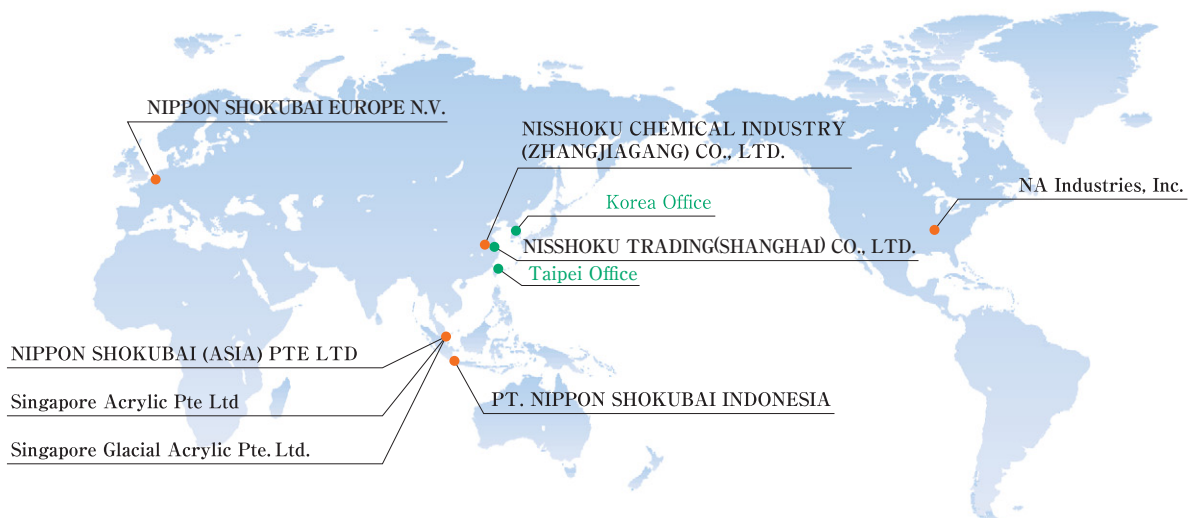 NIPPON SHOKUBAI EUROPE N.V.
NISSHOKU CHEMICAL INDUSTRY
(ZHANGJIAGANG) CO., LTD.
NA Industries, Inc.
Korea Office
NISSHOKU TRADING(SHANGHAI) CO., LTD.
Taipei Office
NIPPON SHOKUBAI (ASIA) PTE LTD
Singapore Acrylic Pte Ltd
PT. NIPPON SHOKUBAI INDONESIA
Singapore Glacial Acrylic Pte. Ltd.